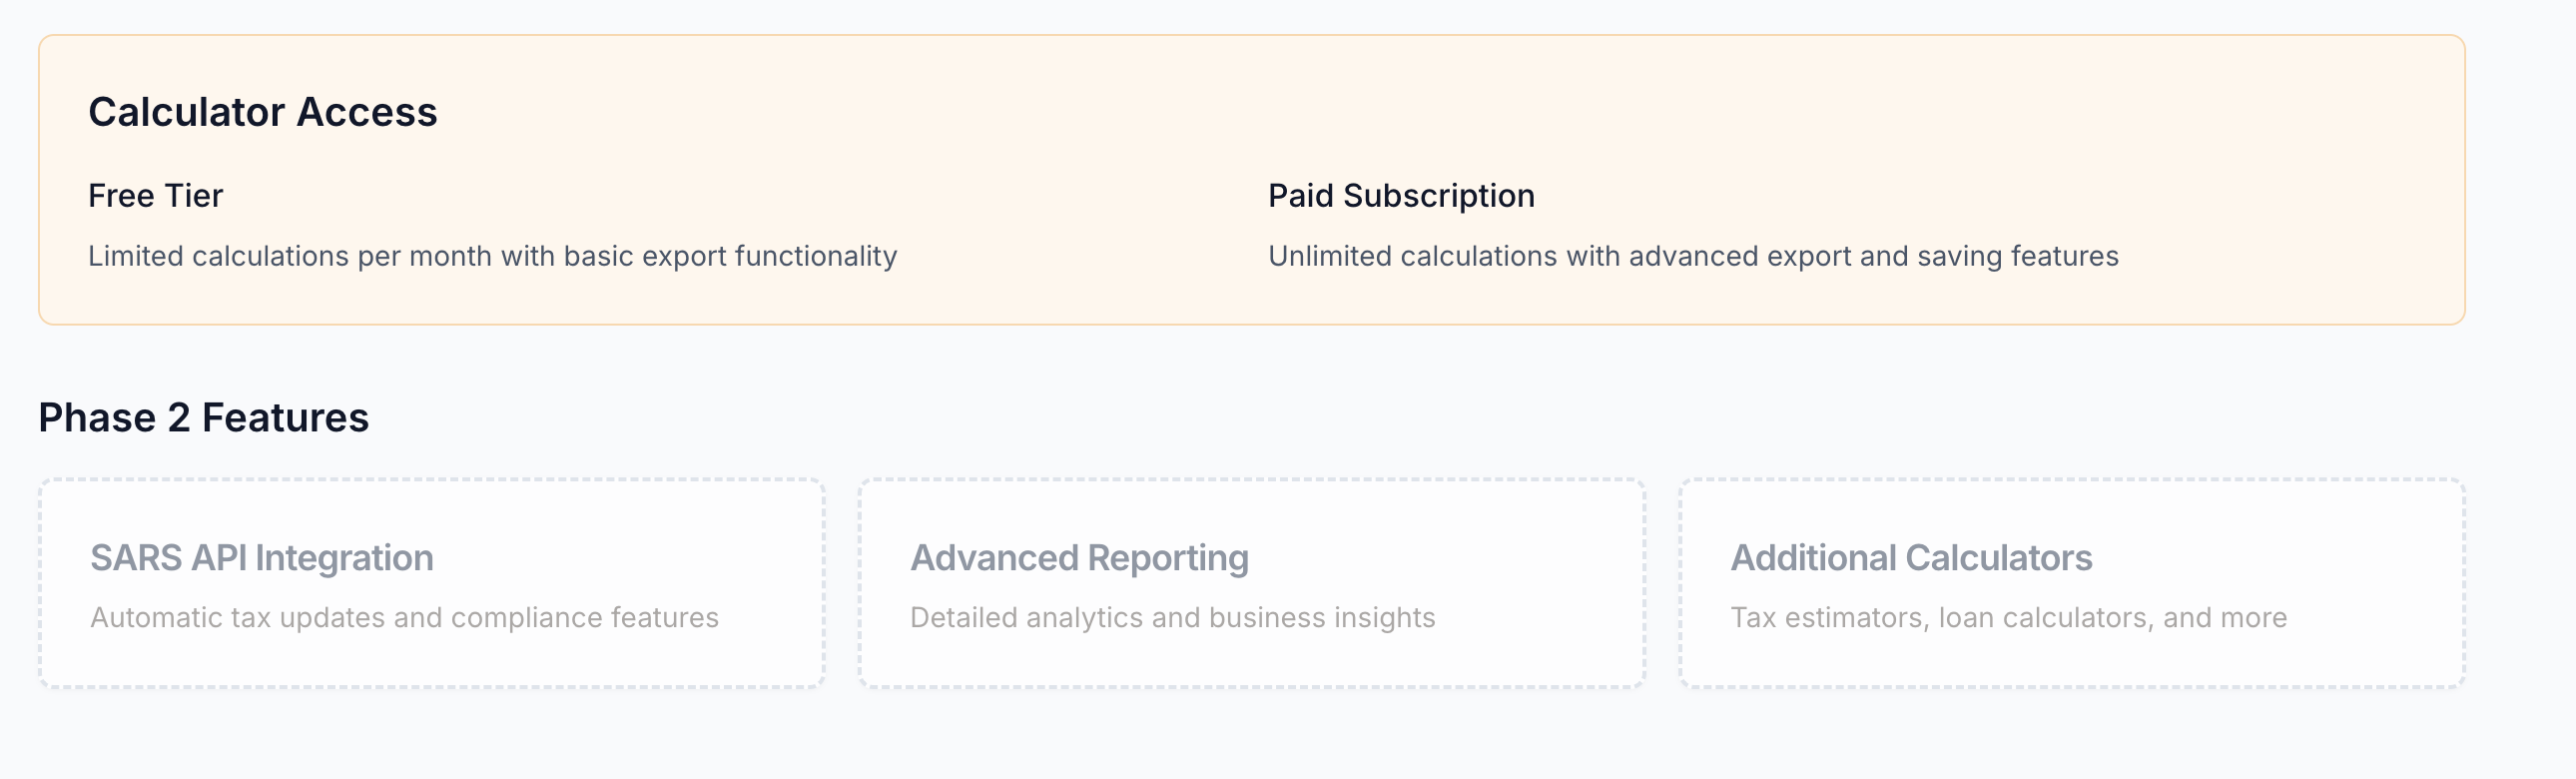 Calculator Access
Free Tier
Limited calculations per month with basic export functionality
Paid Subscription
Unlimited calculations with advanced export and saving features
Phase 2 Features
SARS API Integration
Automatic tax updates and compliance features
Advanced Reporting
Detailed analytics and business insights
Additional Calculators
Tax estimators, loan calculators, and more